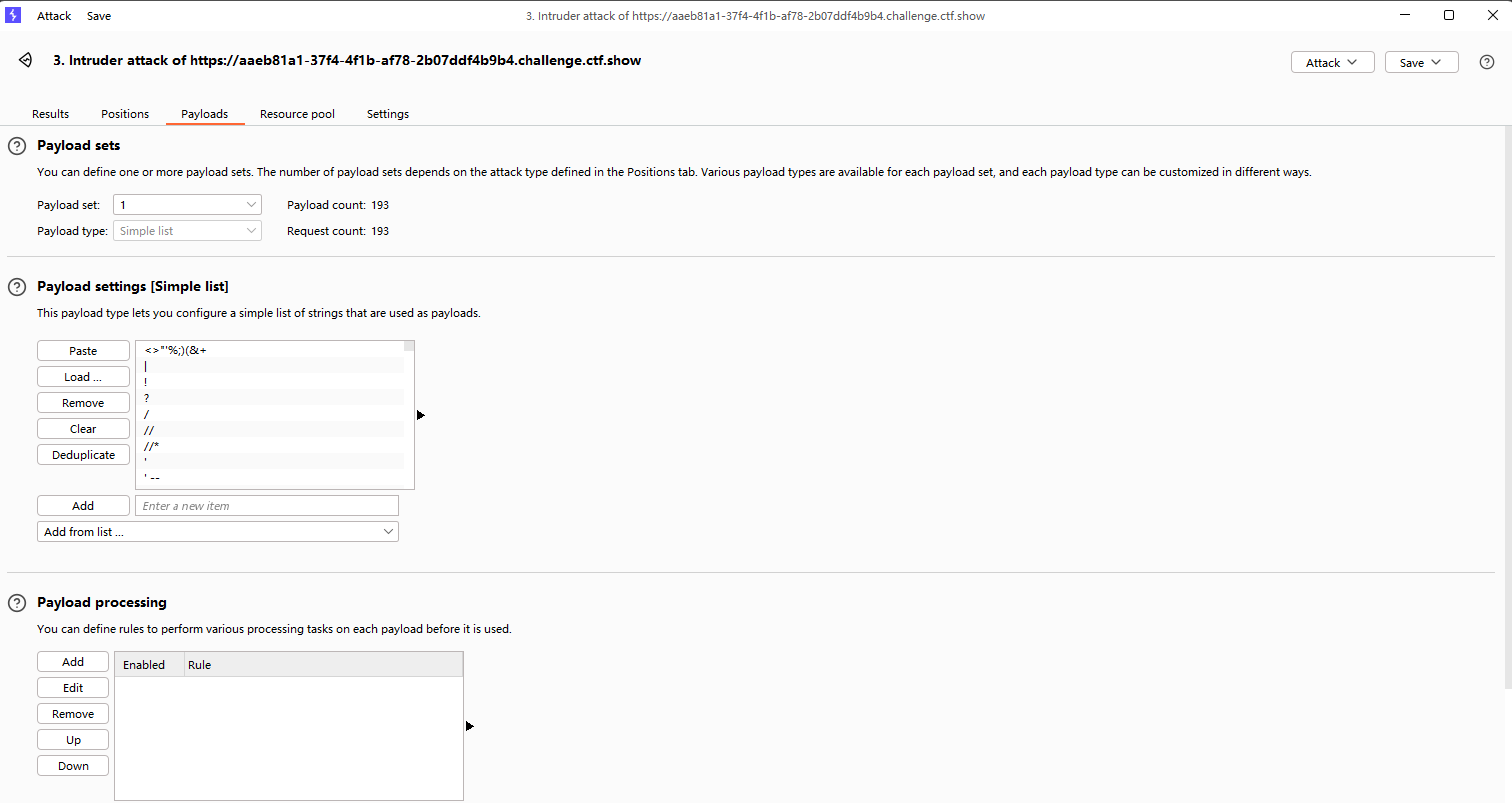 Attack Save 3. Intruder attack of https://aaeb81a1-37f4-4f1b-af78-2b07ddf4b9b4.challenge.ctf.show
3. Intruder attack of https://aaeb81a1-37f4-4f1b-af78-2b07ddf4b9b4.challenge.ctf.show Attack Save ?
Results Positions Payloads Resource pool Settings
? Payload sets
You can define one or more payload sets. The number of payload sets depends on the attack type defined in the Positions tab. Various payload types are available for each payload set, and each payload type can be customized in different ways.
Payload set: 1 Payload count: 193
Payload type: Simple list Request count: 193
? Payload settings [Simple list]
This payload type lets you configure a simple list of strings that are used as payloads.
Paste <>"'%;)(&+
|
Load ... !
Remove ?
/
Clear //
//*
Deduplicate '
' --
Add Enter a new item
Add from list ...
? Payload processing
You can define rules to perform various processing tasks on each payload before it is used.
Add Enabled Rule
Edit
Remove
Up
Down